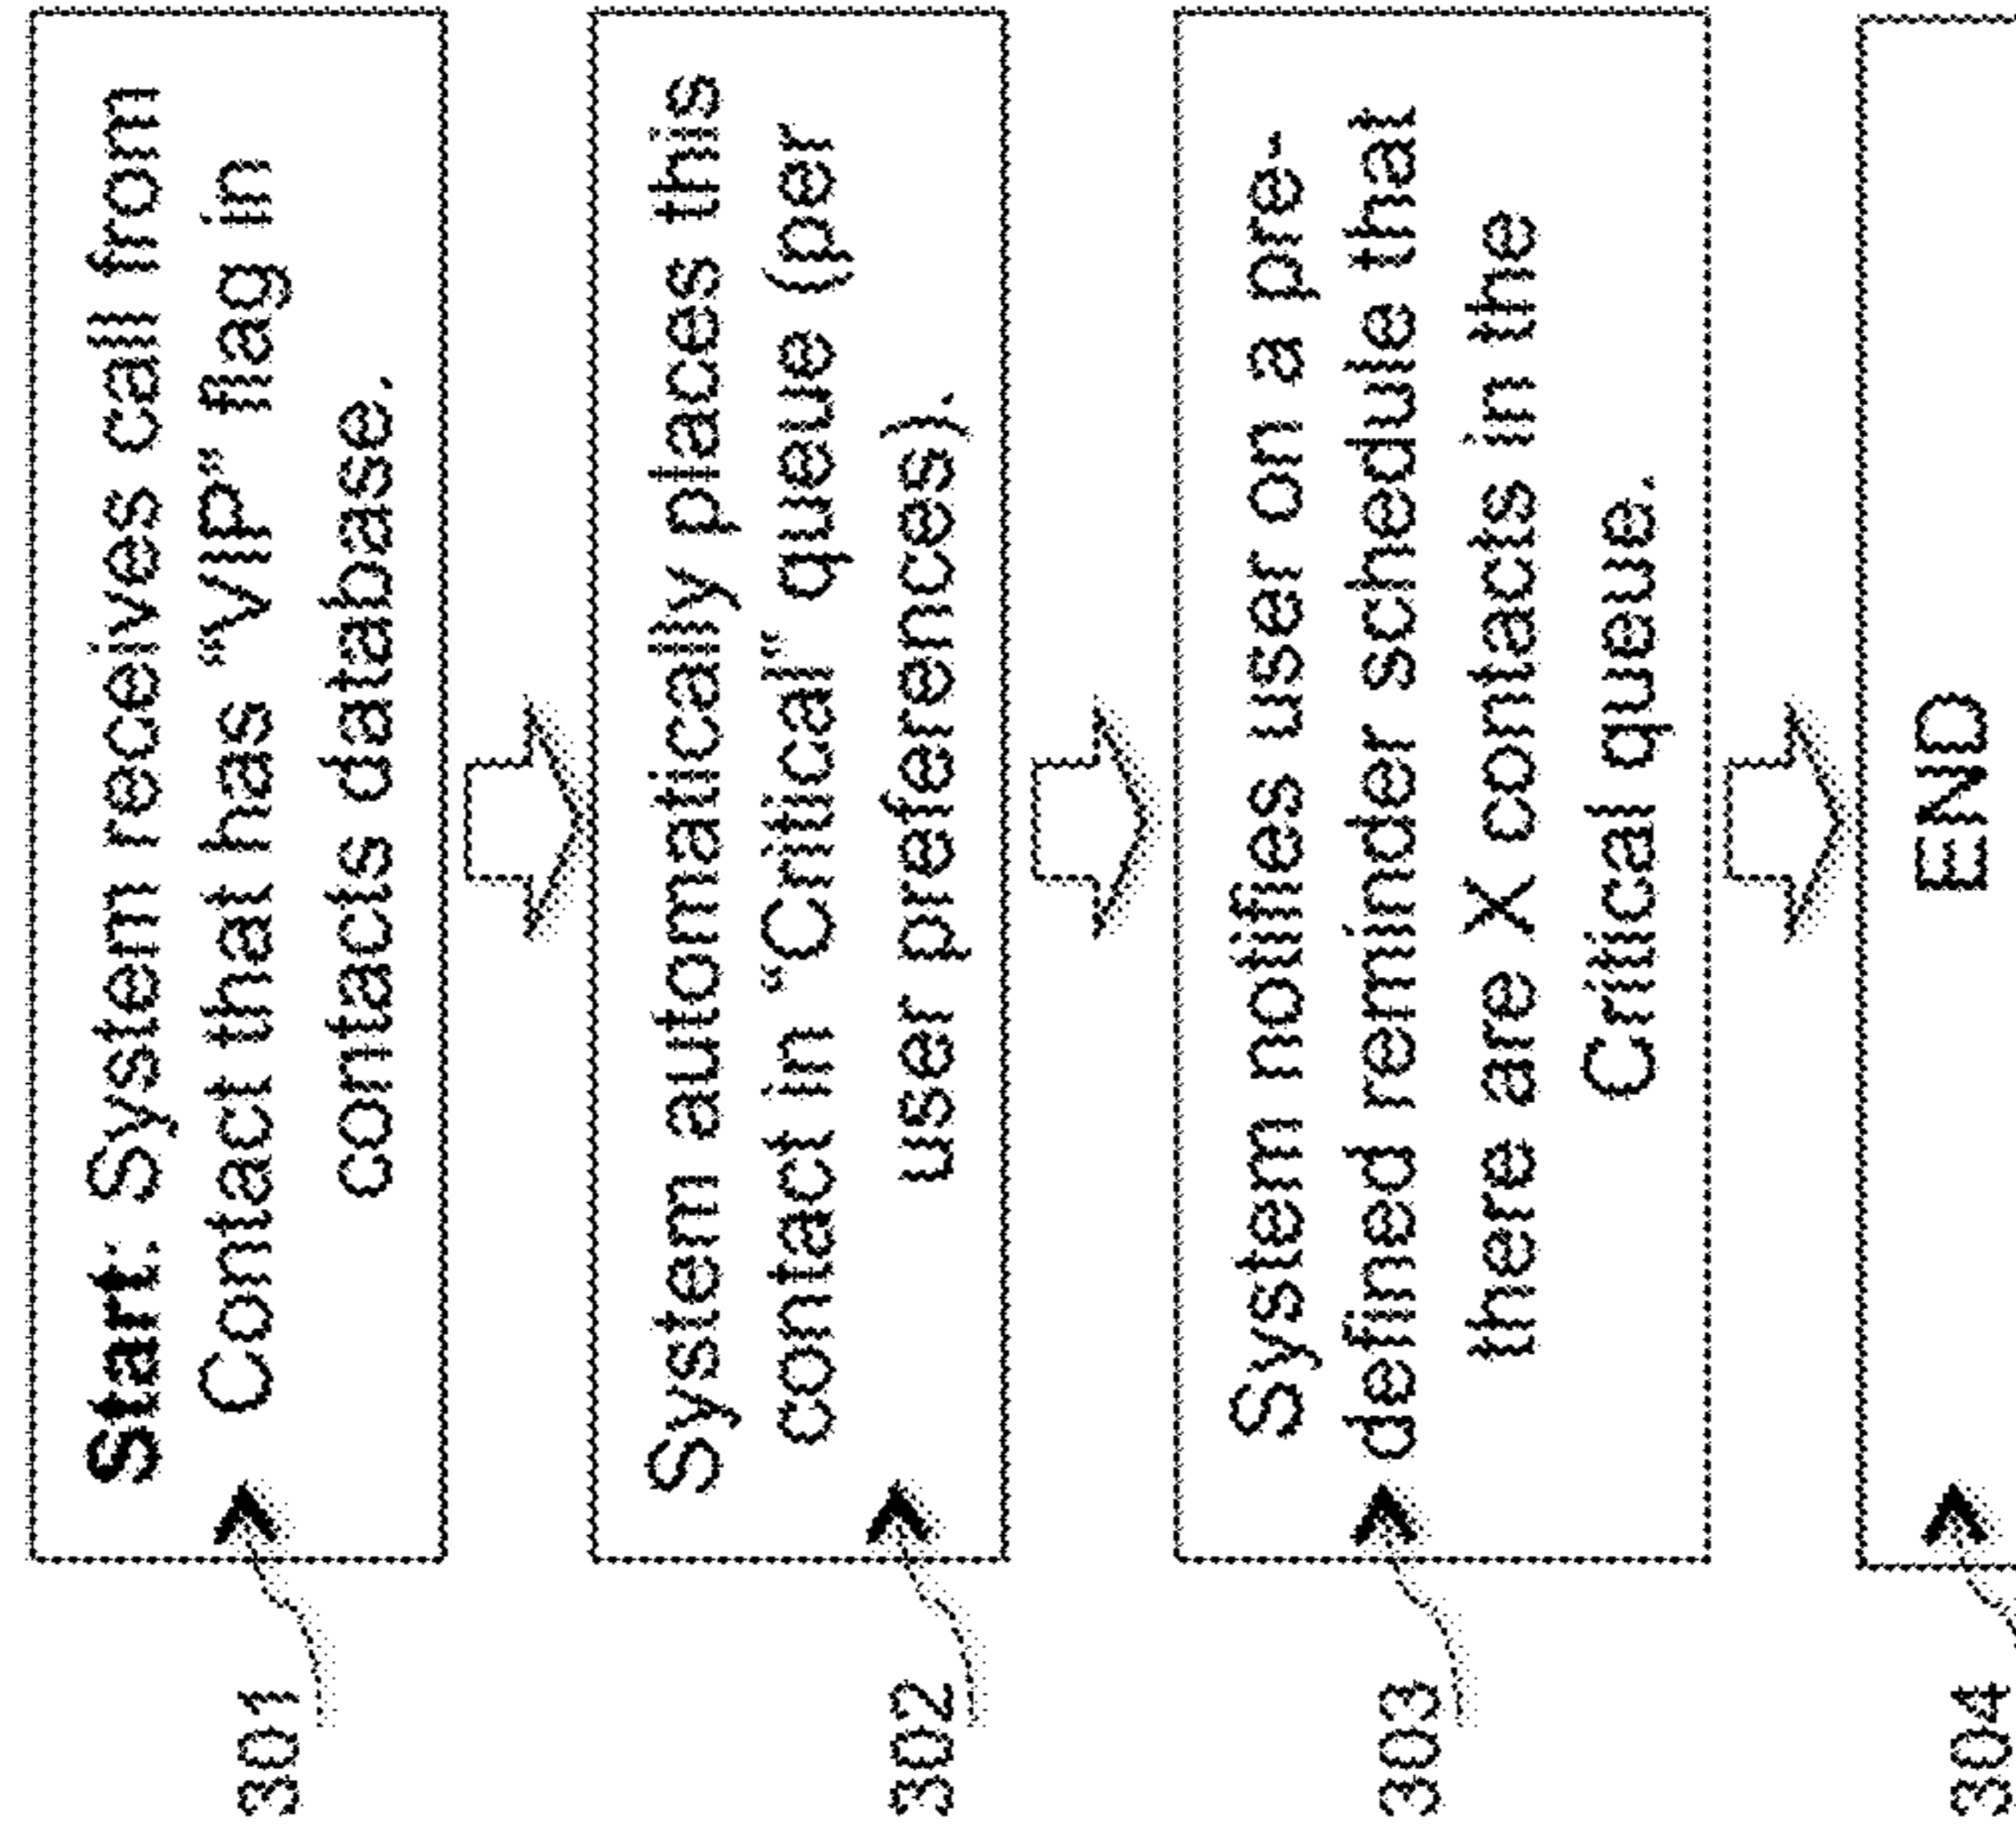 301
Start: System receives call from
Contact that has “VIP” flag in
contacts database.
302
System automatically places this
contact in “Critical” queue (per
user preferences).
303
System notifies user on a pre-
defined reminder schedule that
there are X contacts in the
Critical queue.
304
END